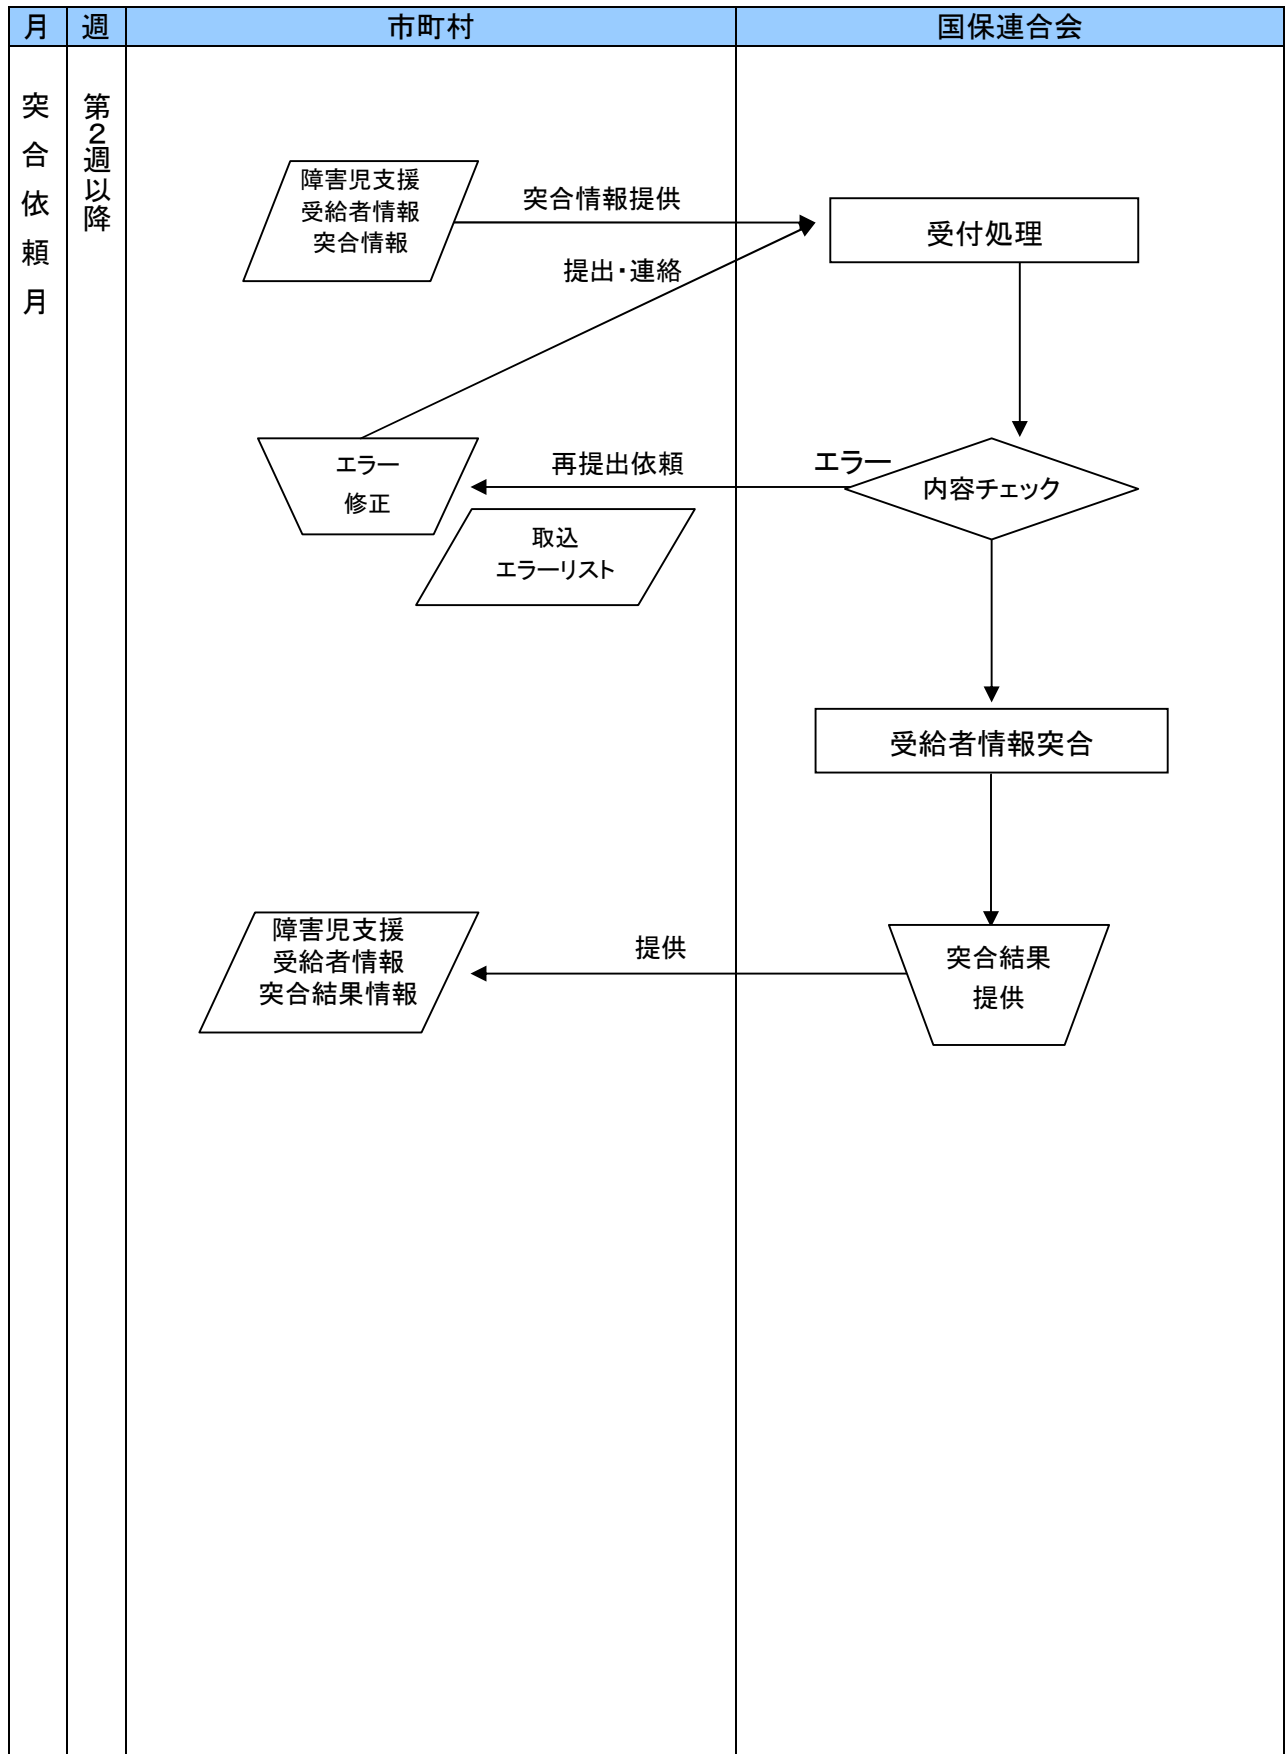 月
週
市町村
国保連合会
突合依頼月
第2週以降
障害児支援
受給者情報
突合情報
突合情報提供
受付処理
提出・連絡
エラー
修正
再提出依頼
エラー
内容チェック
取込
エラーリスト
受給者情報突合
障害児支援
受給者情報
突合結果情報
提供
突合結果
提供